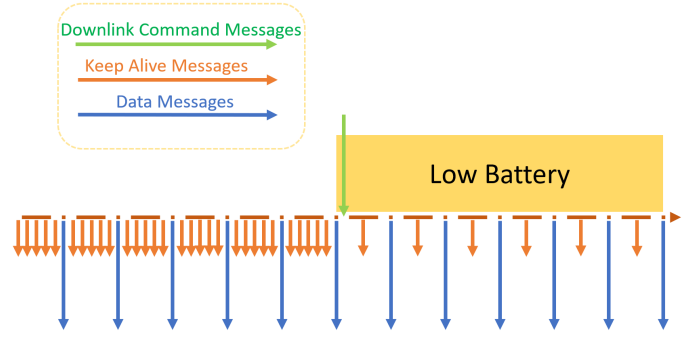 Downlink Command Messages
Keep Alive Messages
Data Messages
Low Battery